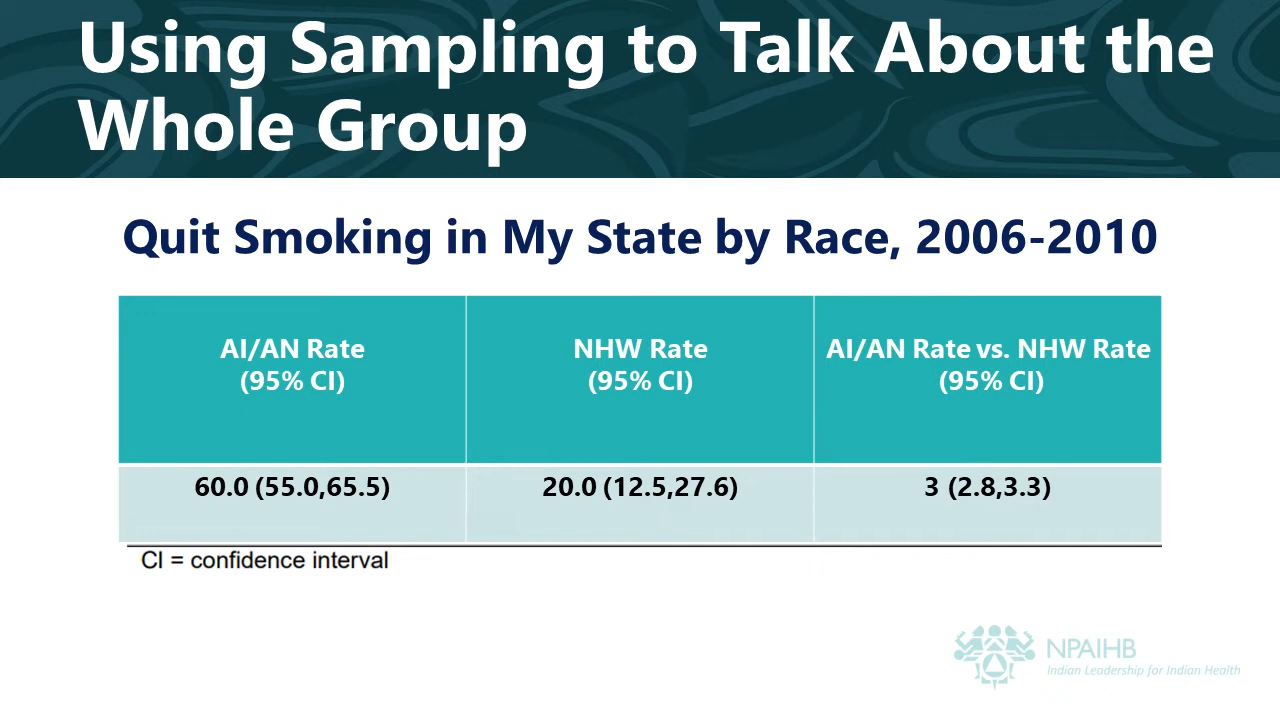 Using Sampling to Talk About the
Whole Group
Quit Smoking in My State by Race, 2006-2010
AI/AN Rate
(95% CI)
NHW Rate
(95% CI)
AI/AN Rate vs. NHW Rate
(95% CI)
60.0 (55.0,65.5)
20.0 (12.5,27.6)
3 (2.8,3.3)
CI = confidence interval
NPAIHB
Indian Leadership for Indian Health